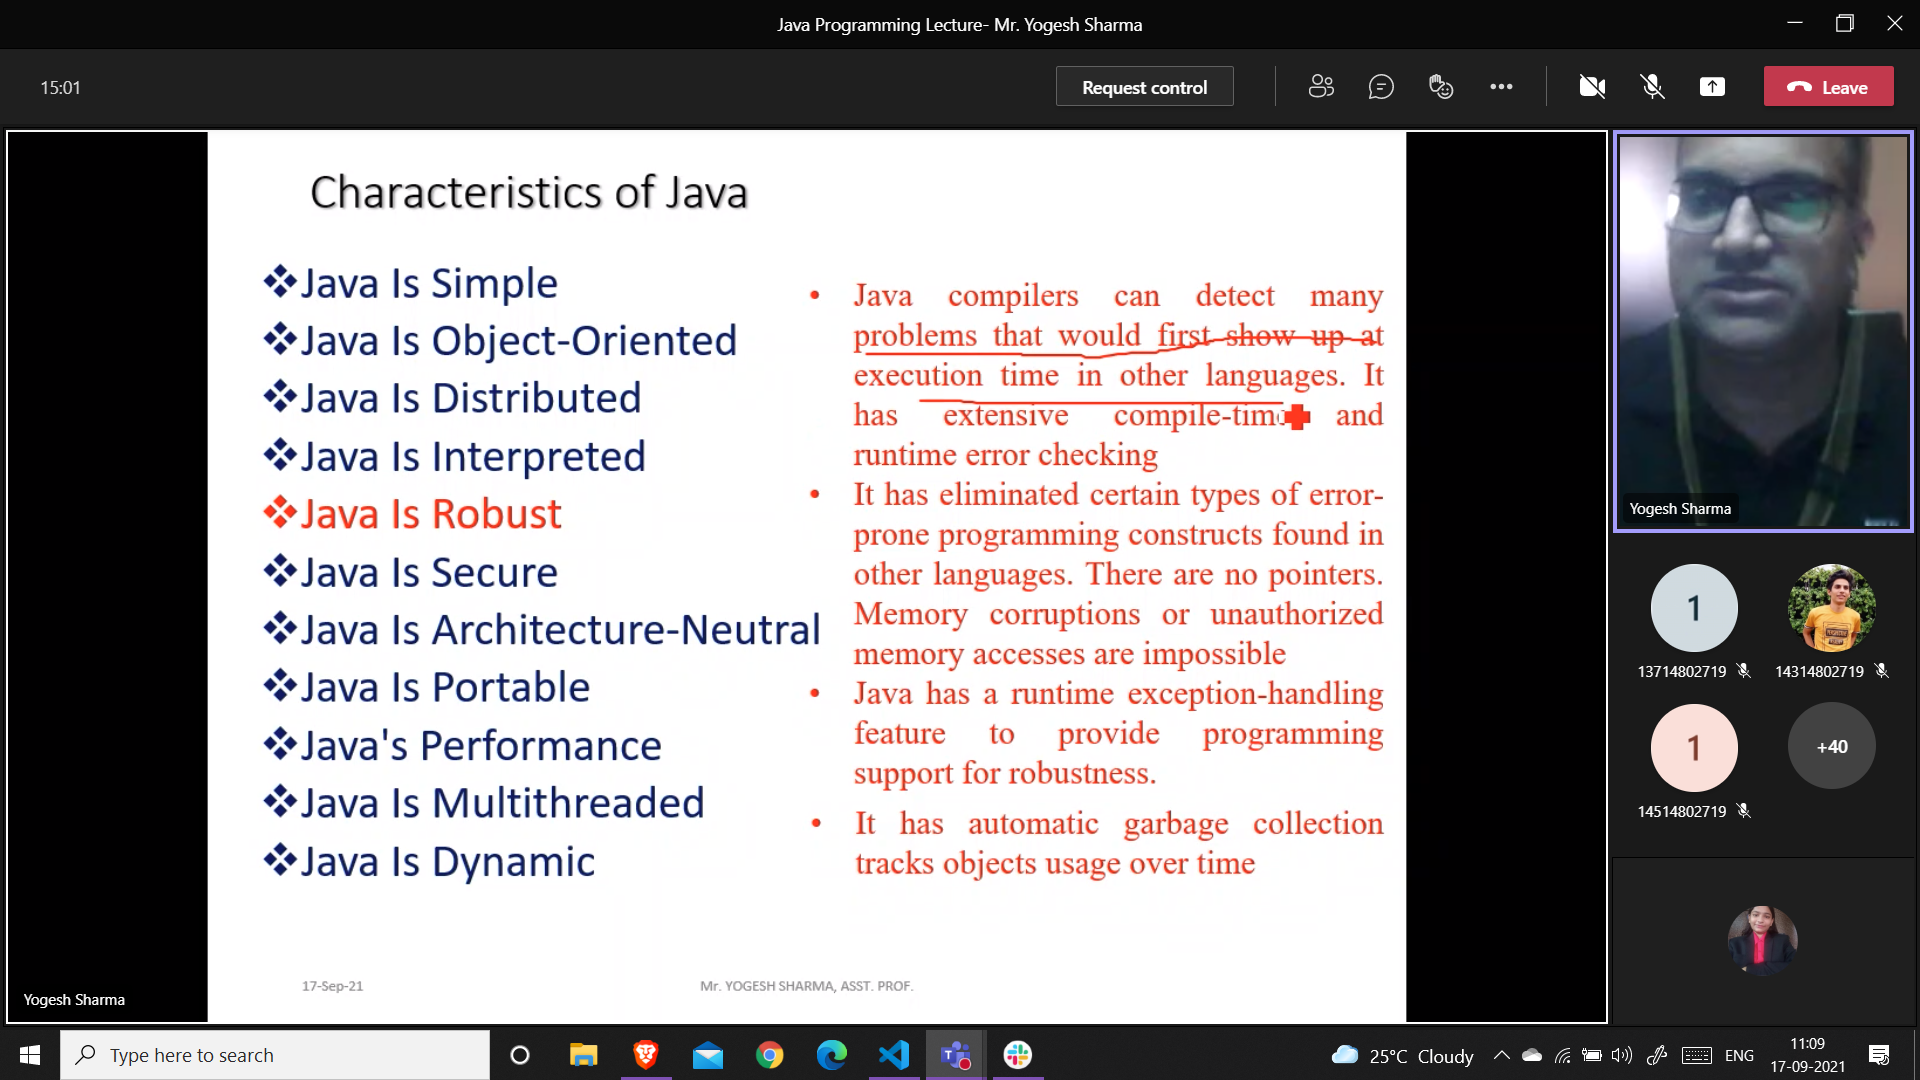 Java Programming Lecture- Mr. Yogesh Sharma
15:01
Request control
Leave
Characteristics of Java
❖Java Is Simple
❖Java Is Object-Oriented
❖Java Is Distributed
❖Java Is Interpreted
❖Java Is Robust
❖Java Is Secure
❖Java Is Architecture-Neutral
❖Java Is Portable
❖Java's Performance
❖Java Is Multithreaded
❖Java Is Dynamic
• Java compilers can detect many
problems that would first show up at
execution time in other languages. It
has extensive compile-time and
runtime error checking
• It has eliminated certain types of error-
prone programming constructs found in
other languages. There are no pointers.
Memory corruptions or unauthorized
memory accesses are impossible
• Java has a runtime exception-handling
feature to provide programming
support for robustness.
• It has automatic garbage collection
tracks objects usage over time
17-Sep-21
Mr. YOGESH SHARMA, ASST. PROF.
Yogesh Sharma
Yogesh Sharma
1
13714802719
14314802719
1
14514802719
+40
Type here to search
25°C Cloudy
ENG
11:09
17-09-2021